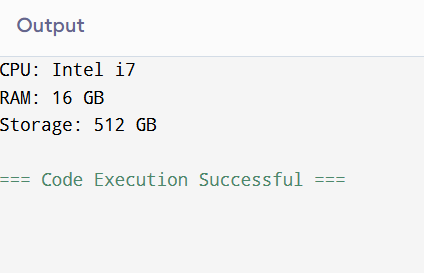 Output
CPU: Intel i7
RAM: 16 GB
Storage: 512 GB
=== Code Execution Successful ===